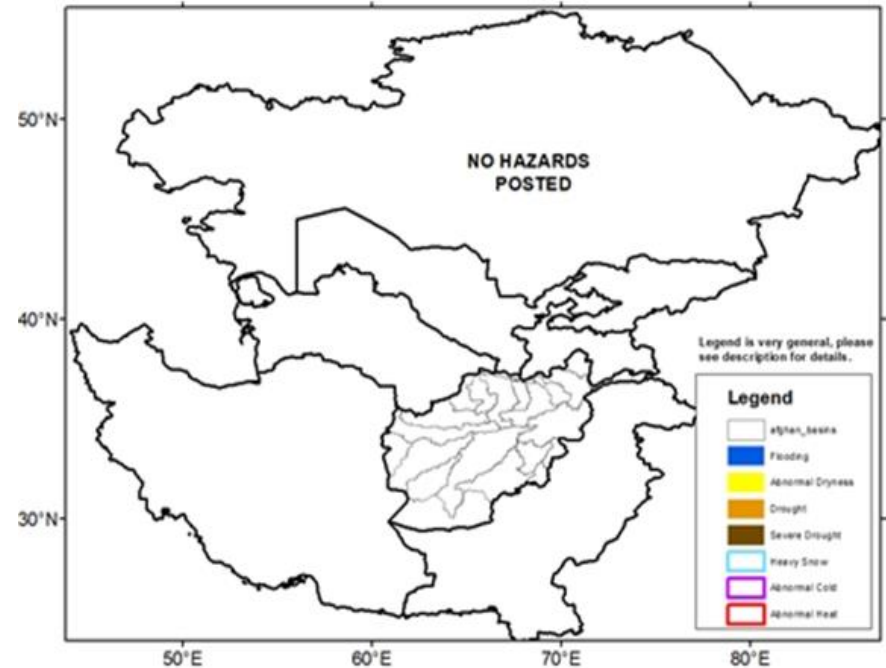 50°N
NO HAZARDS
POSTED
40°N
Legend is very general, please
see description for details.
Legend
afghan_basins
Flooding
Abnormal Dryness
Drought
30°N
Severe Drought
Heavy Snow
Abnormal Cold
Abnormal Heat
50°E
60°E
70°E
80°E